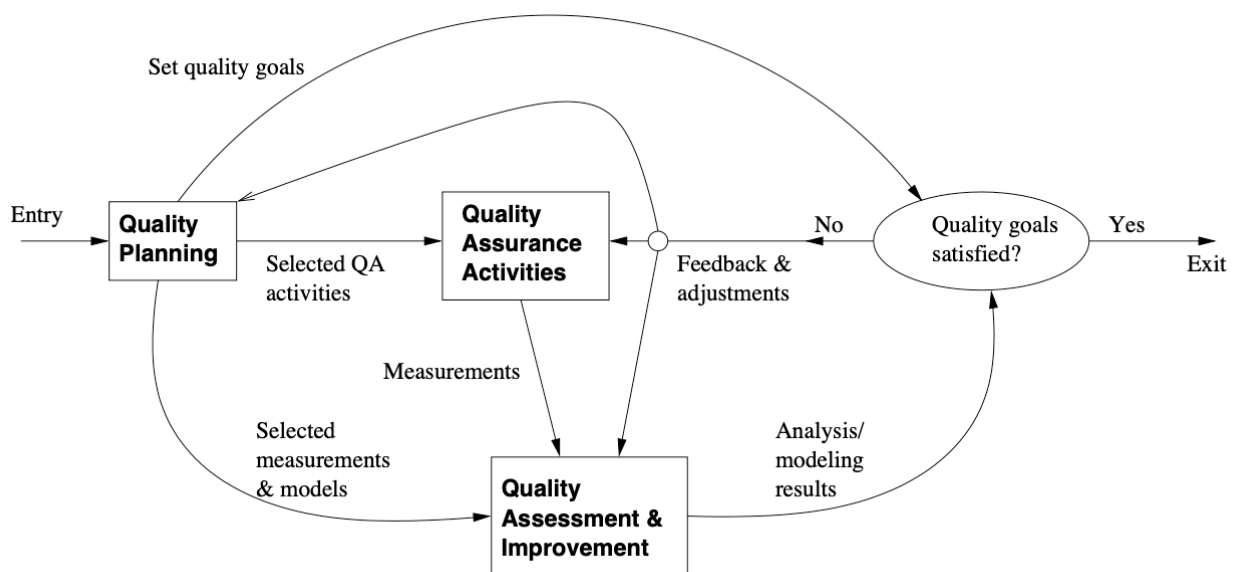 Set quality goals
Entry
Quality
Planning
Selected QA
activities
Quality
Assurance
Activities
No
Feedback &
adjustments
Quality goals
satisfied?
Yes
Exit
Measurements
Selected
measurements
& models
Quality
Assessment &
Improvement
Analysis/
modeling
results